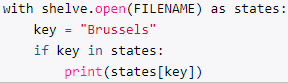 with shelve.open(FILENAME) as states:
    key = "Brussels"
    if key in states:
        print(states[key])